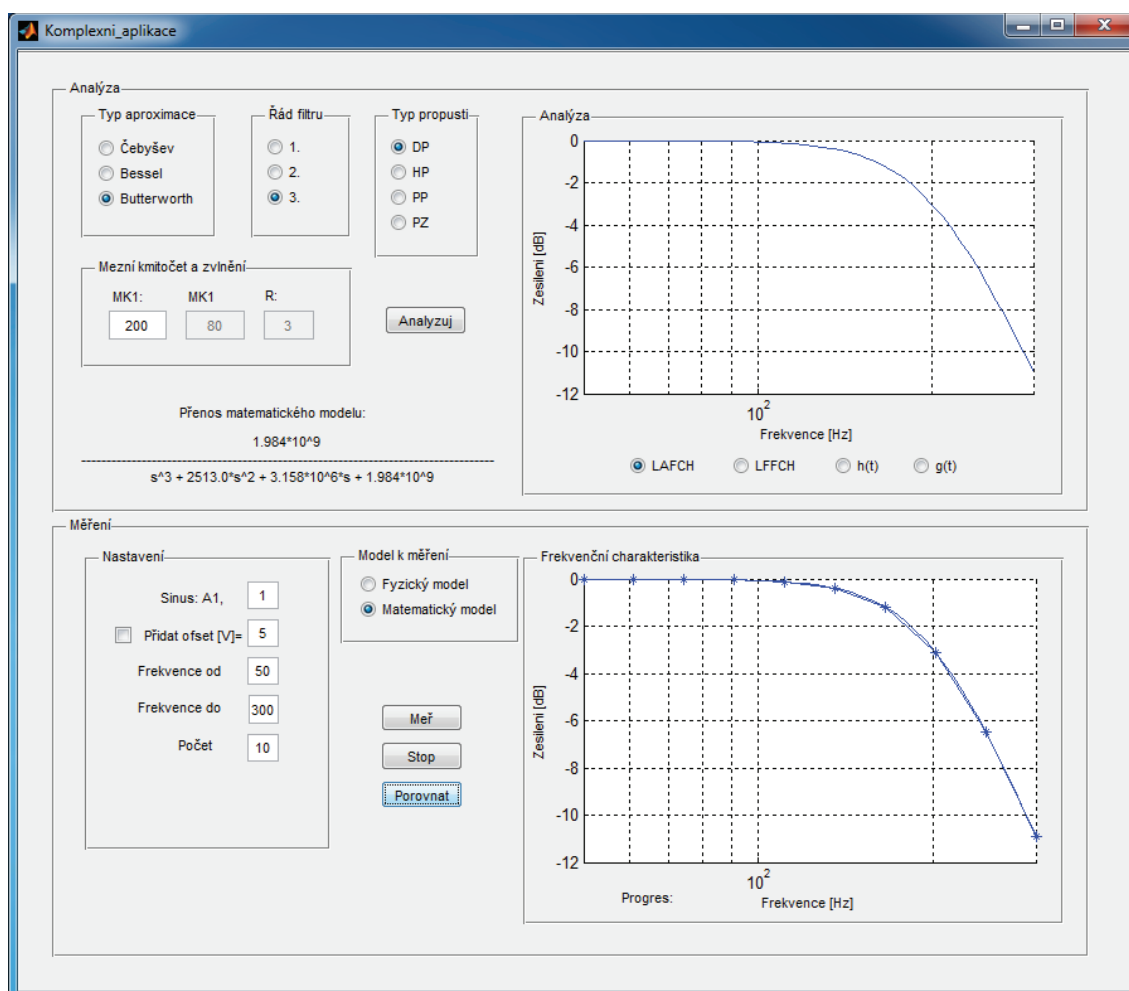 Komplexni_aplikace
Analýza
Typ aproximace
Čebyšev
Bessel
Butterworth
Řád filtru
1.
2.
3.
Typ propusti
DP
HP
PP
PZ
Mezní kmitočet a zvlnění
MK1: MK1 R:
200 80 3
Analyzuj
Přenos matematického modelu:
1.984*10^9
--------------------------------------------------------------------------------
s^3 + 2513.0*s^2 + 3.158*10^6*s + 1.984*10^9
Analýza
Zesileni [dB]
0
-2
-4
-6
-8
-10
-12
10^2
Frekvence [Hz]
LAFCH LFFCH h(t) g(t)
Měření
Nastavení
Sinus: A1, 1
Přidat ofset [V]= 5
Frekvence od 50
Frekvence do 300
Počet 10
Model k měření
Fyzický model
Matematický model
Meř
Stop
Porovnat
Frekvenční charakteristika
Zesileni [dB]
0
-2
-4
-6
-8
-10
-12
10^2
Progres: Frekvence [Hz]